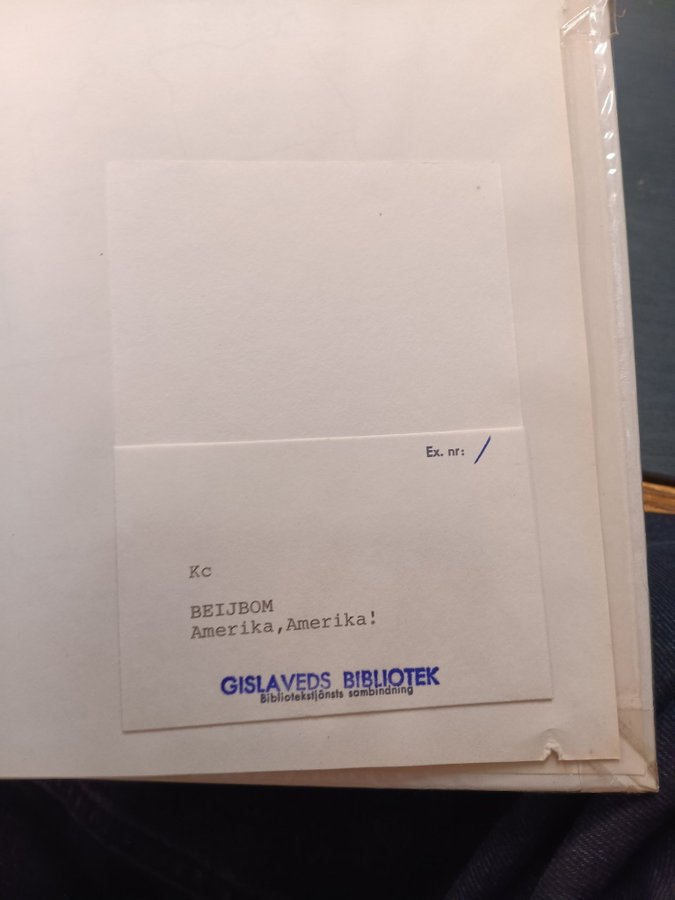 Ex. nr: /
Kc
BEIJBOM
Amerika,Amerika!
GISLAVEDS BIBLIOTEK
Bibliotekstjänsts sambindning